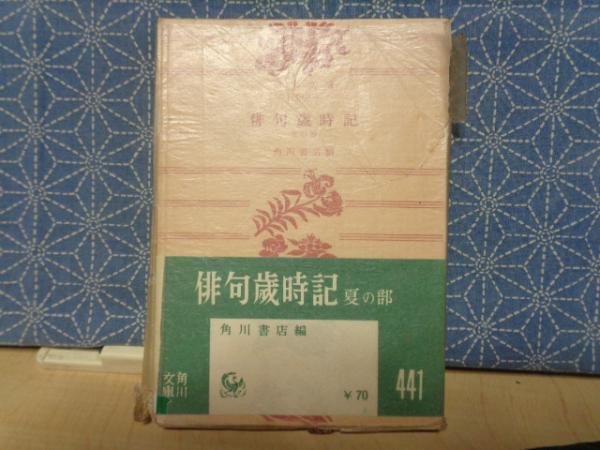 俳句歳時記
角川書店編
俳句歳時記 夏の部
角川書店編
角川文庫
¥70
441